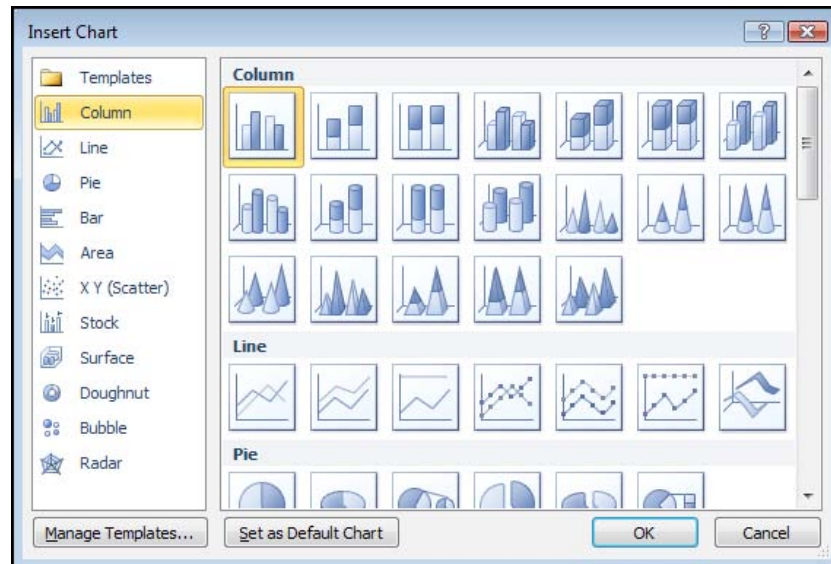 Insert Chart
Templates
Column
Line
Pie
Bar
Area
X Y (Scatter)
Stock
Surface
Doughnut
Bubble
Radar
Column
Line
Pie
Manage Templates...
Set as Default Chart
OK
Cancel